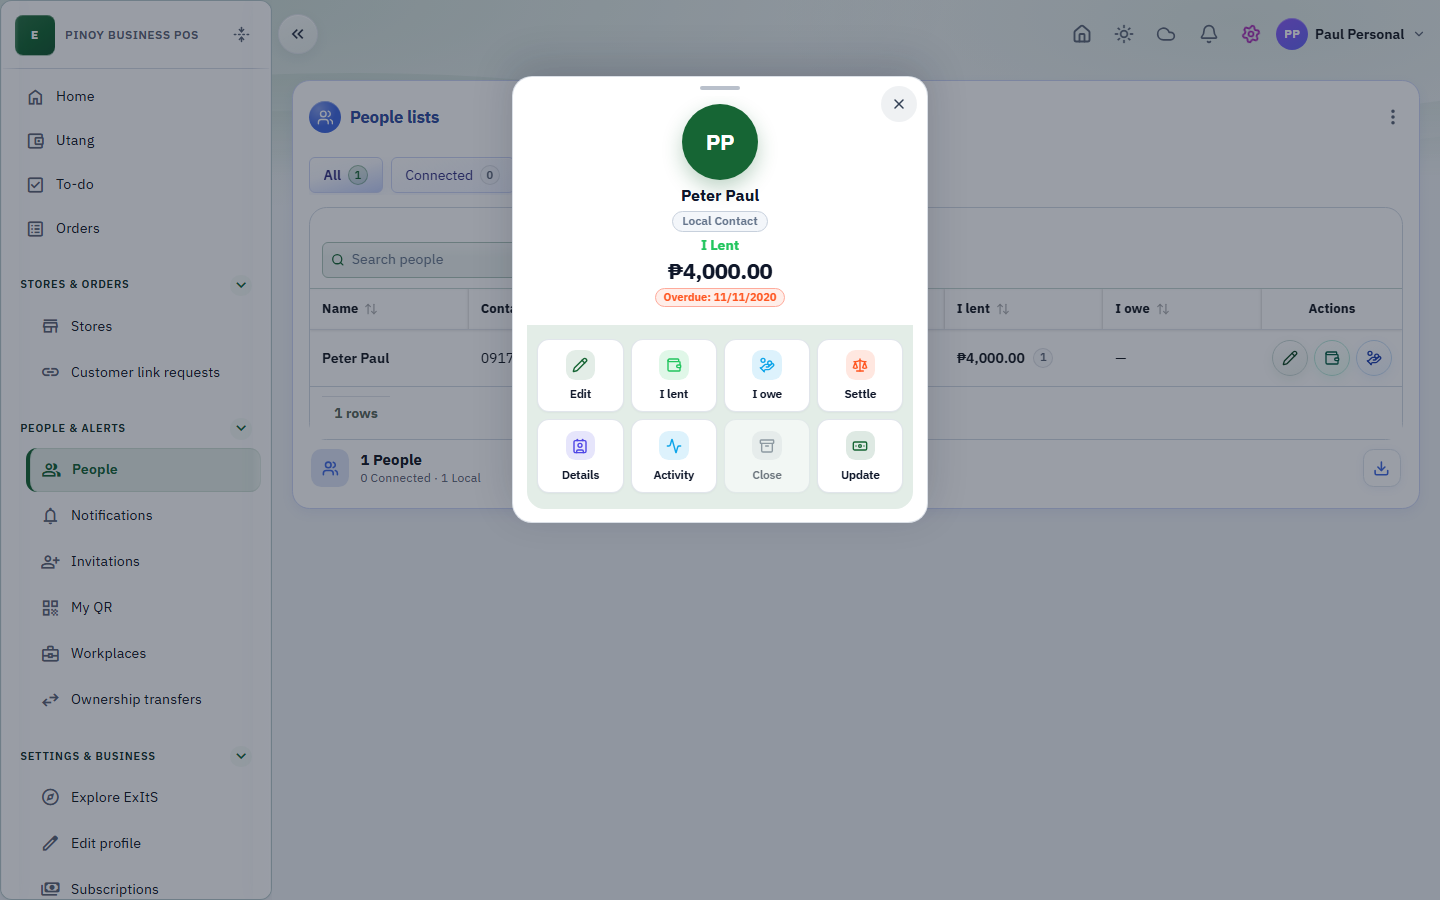 E
PINOY BUSINESS POS
Home
Utang
To-do
Orders
STORES & ORDERS
Stores
Customer link requests
PEOPLE & ALERTS
People
Notifications
Invitations
My QR
Workplaces
Ownership transfers
SETTINGS & BUSINESS
Explore ExItS
Edit profile
Subscriptions
PP
Paul Personal
People lists
All 1
Connected 0
Search people
Name
Conta
I lent
I owe
Actions
Peter Paul
0917
₱4,000.00 1
—
1 rows
1 People
0 Connected · 1 Local
PP
Peter Paul
Local Contact
I Lent
₱4,000.00
Overdue: 11/11/2020
Edit
I lent
I owe
Settle
Details
Activity
Close
Update